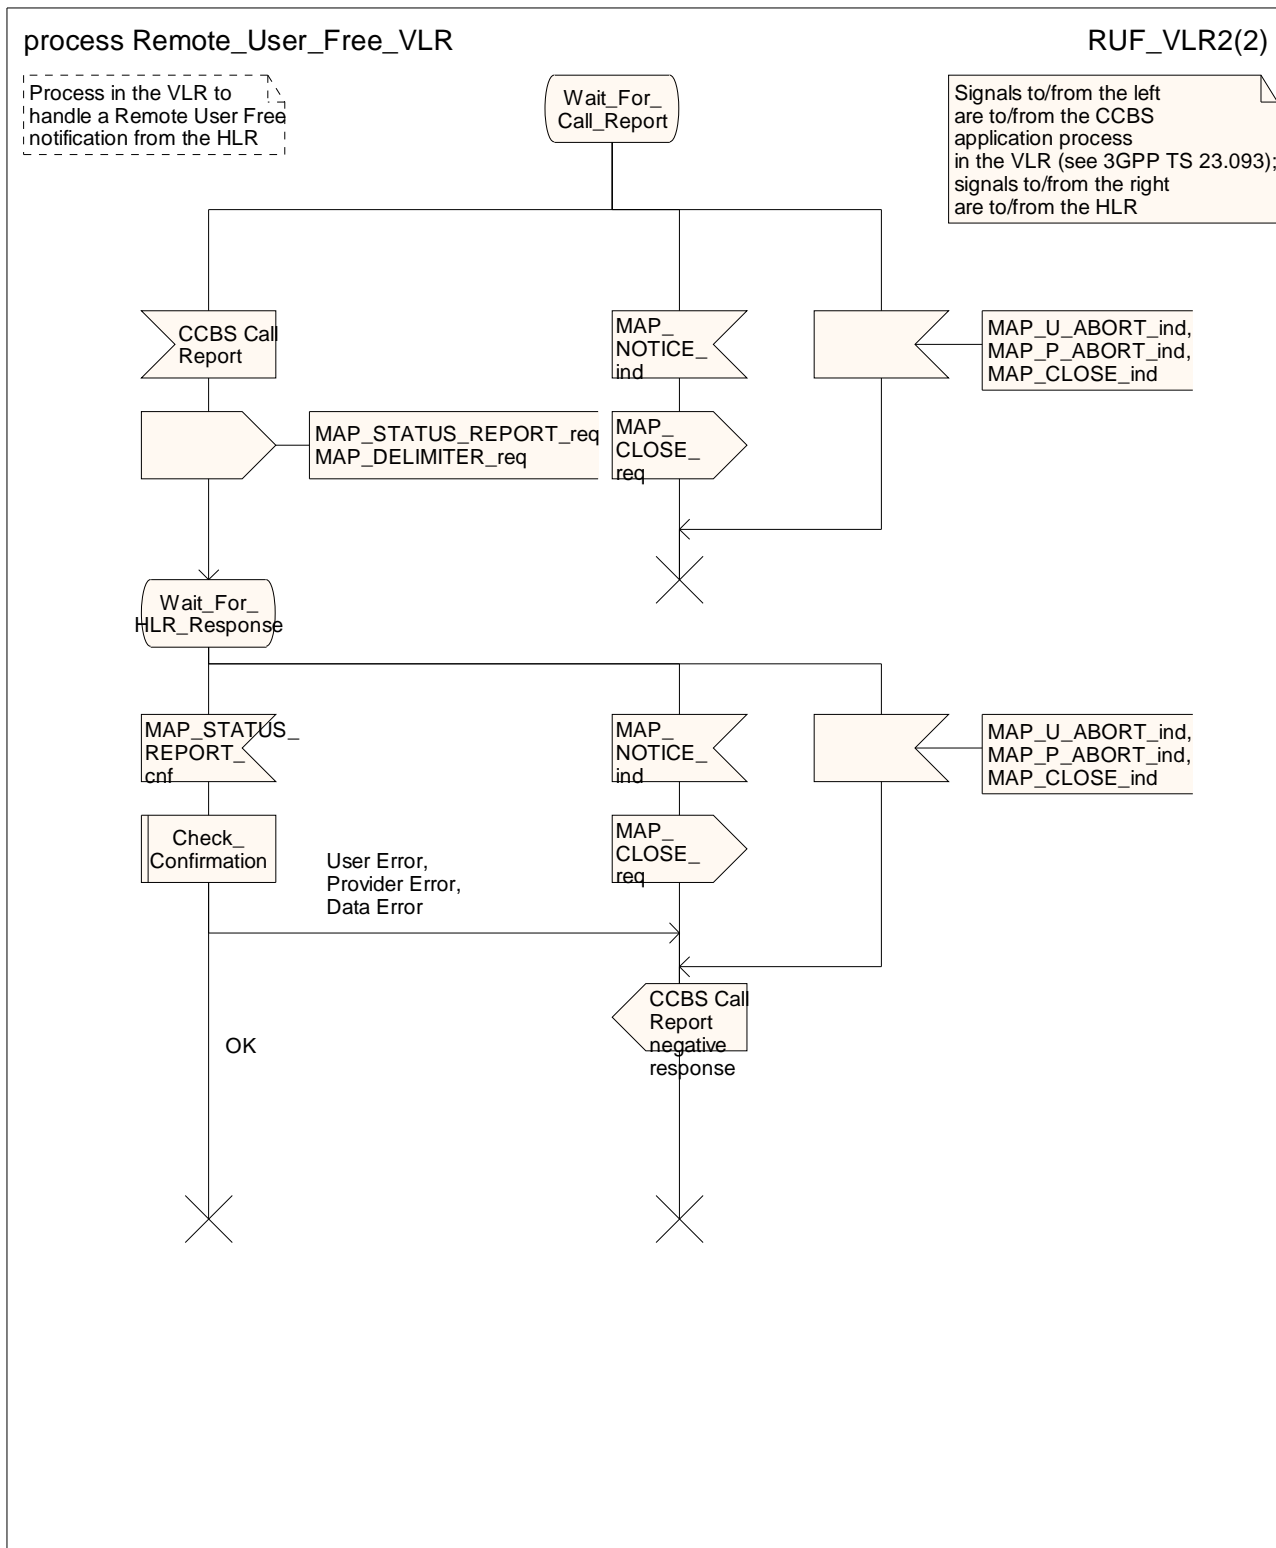 process Remote_User_Free_VLR
RUF_VLR2(2)
Process in the VLR to
handle a Remote User Free
notification from the HLR
Wait_For_
Call_Report
Signals to/from the left
are to/from the CCBS
application process
in the VLR (see 3GPP TS 23.093);
signals to/from the right
are to/from the HLR
CCBS Call
Report
MAP_
NOTICE_
ind
MAP_U_ABORT_ind,
MAP_P_ABORT_ind,
MAP_CLOSE_ind
MAP_STATUS_REPORT_req
MAP_DELIMITER_req
MAP_
CLOSE_
req
Wait_For_
HLR_Response
MAP_STATUS_
REPORT_
cnf
MAP_
NOTICE_
ind
MAP_U_ABORT_ind,
MAP_P_ABORT_ind,
MAP_CLOSE_ind
Check_
Confirmation
User Error,
Provider Error,
Data Error
MAP_
CLOSE_
req
CCBS Call
Report
negative
response
OK